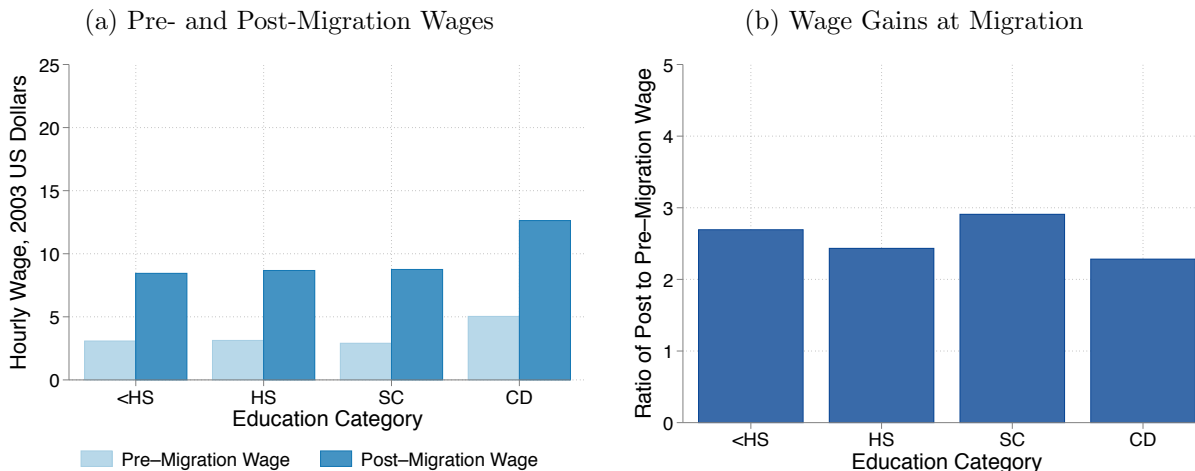 (a) Pre- and Post-Migration Wages
Hourly Wage, 2003 US Dollars
25
20
15
10
5
0
<HS HS SC CD
Education Category
Pre–Migration Wage Post–Migration Wage
(b) Wage Gains at Migration
Ratio of Post to Pre–Migration Wage
5
4
3
2
1
0
<HS HS SC CD
Education Category